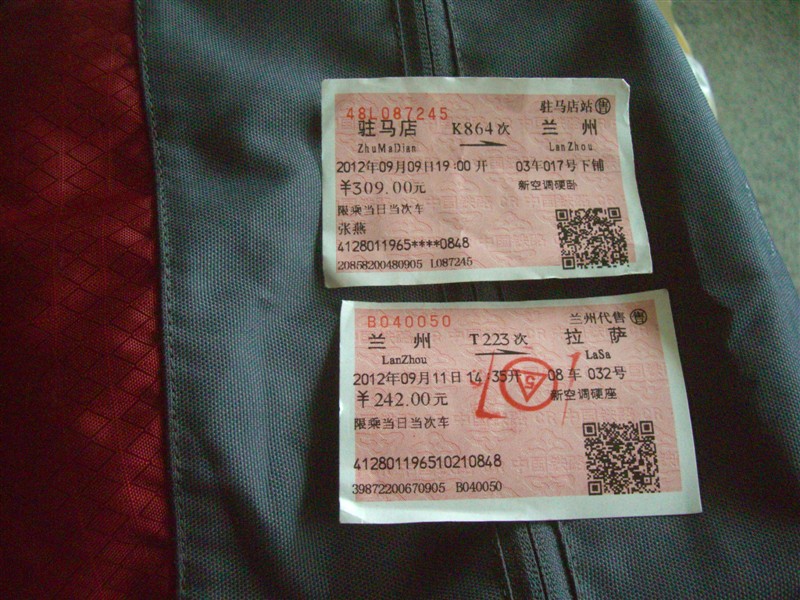 48L087245 驻马店站售
驻马店 K864次 兰州
ZhuMaDian LanZhou
2012年09月09日19:00开 03车017号下铺
¥309.00元 新空调硬卧
限乘当日当次车
张燕
4128011965****0848
20858200480905 L087245
B040050 兰州代售售
兰州 T223次 拉萨
LanZhou LaSa
2012年09月11日14:35开 08车032号
¥242.00元 新空调硬座
限乘当日当次车
5
412801196510210848
39872200670905 B040050